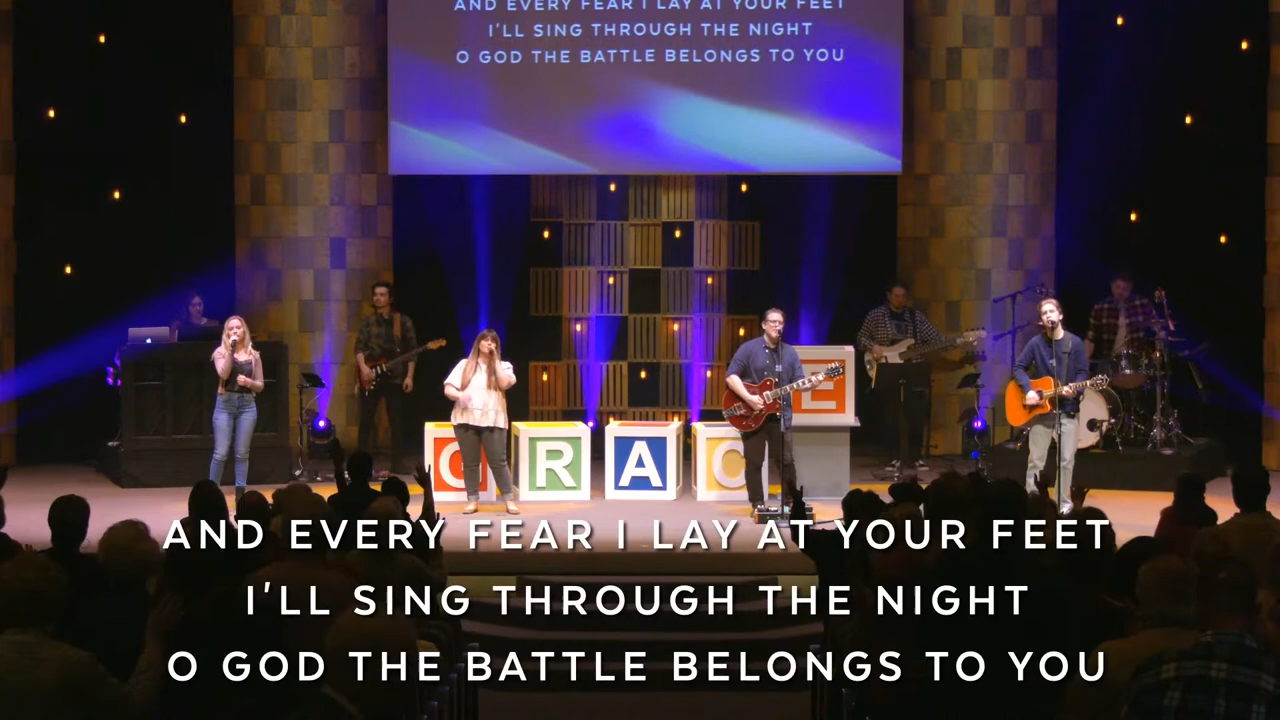 AND EVERY FEAR I LAY AT YOUR FEET
I'LL SING THROUGH THE NIGHT
O GOD THE BATTLE BELONGS TO YOU
E
G R A C
AND EVERY FEAR I LAY AT YOUR FEET
I'LL SING THROUGH THE NIGHT
O GOD THE BATTLE BELONGS TO YOU